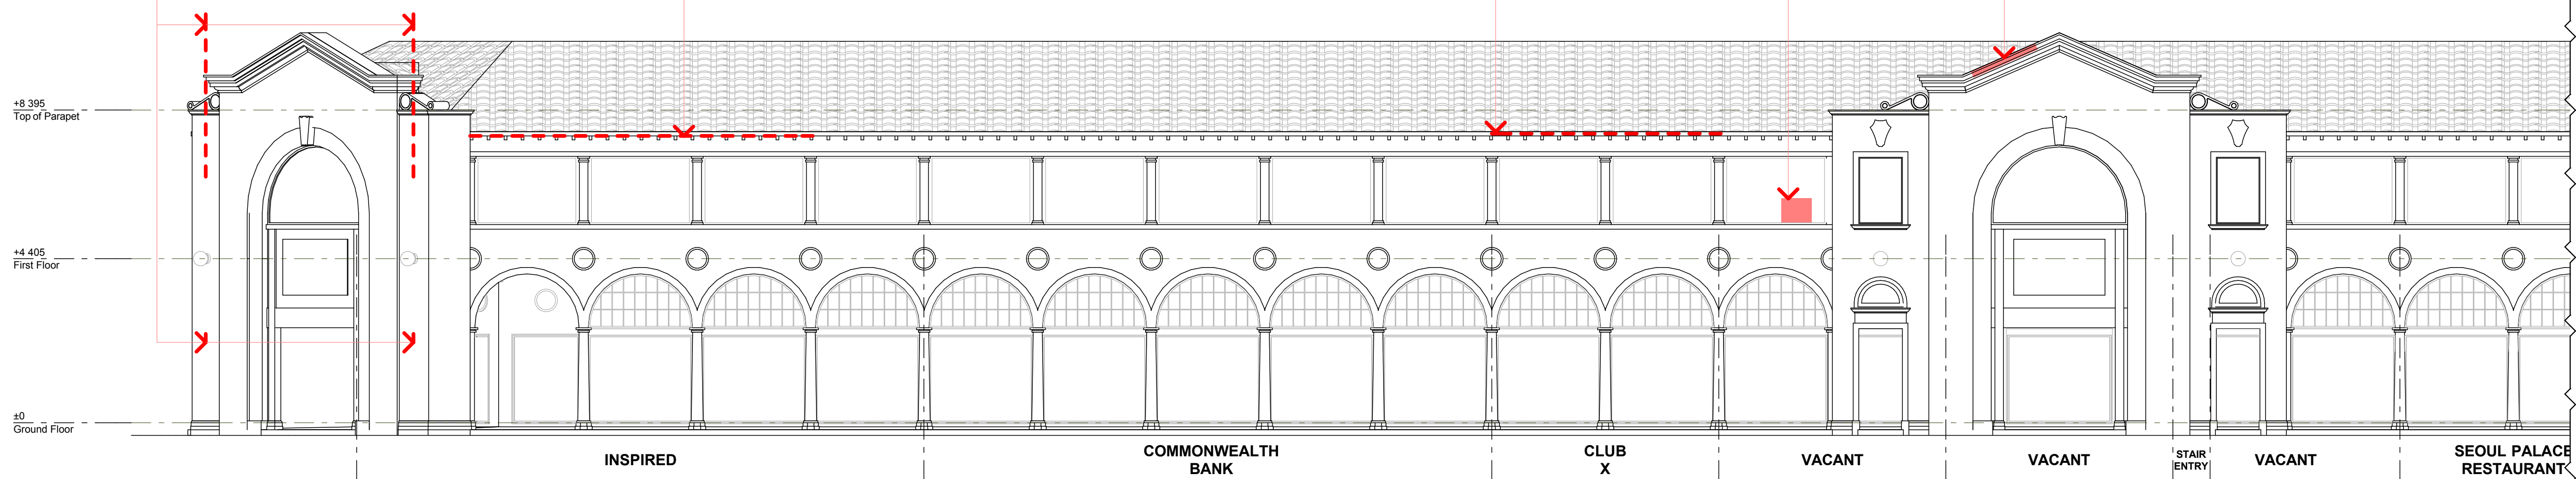 +8 395
Top of Parapet
+4 405
First Floor
±0
Ground Floor
INSPIRED
COMMONWEALTH
BANK
CLUB
X
VACANT
VACANT
STAIR
ENTRY
VACANT
SEOUL PALACE
RESTAURANT